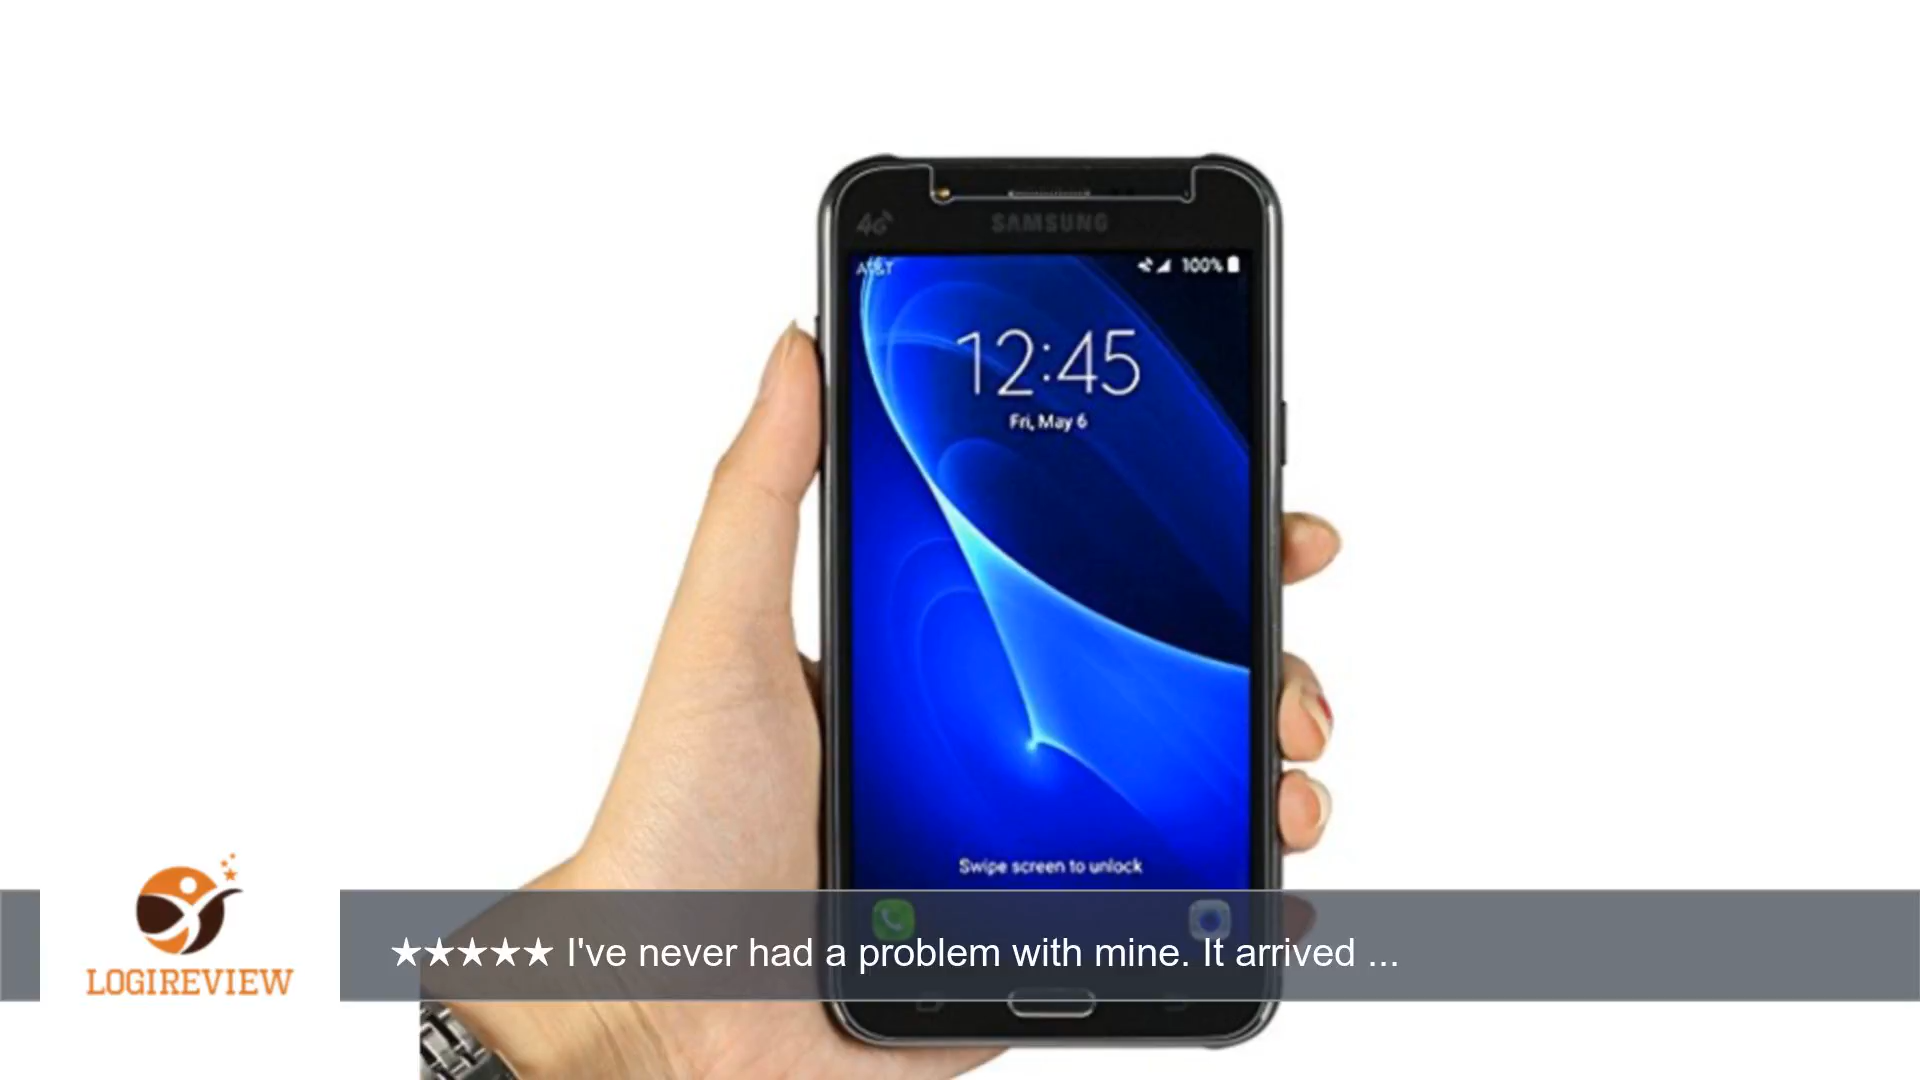 4G
SAMSUNG
AT&T
100%
12:45
Fri, May 6
Swipe screen to unlock
★★★★★ I've never had a problem with mine. It arrived ...
LOGIREVIEW